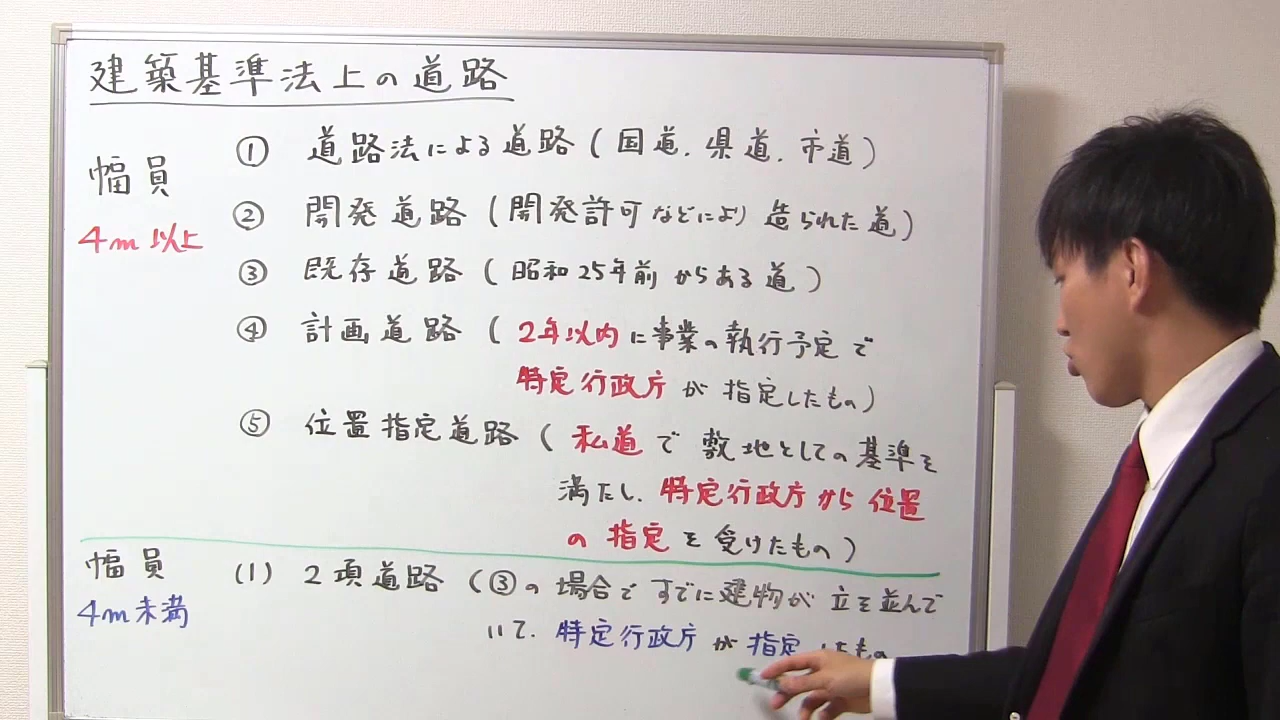 建築基準法上の道路
幅員
4m以上
① 道路法による道路(国道.県道.市道)
② 開発道路(開発許可などにより造られた道)
③ 既存道路(昭和25年前からある道)
④ 計画道路(2年以内に事業の執行予定で
特定行政庁が指定したもの)
⑤ 位置指定道路(私道で敷地としての基準を
満たし、特定行政庁から位置
の指定を受けたもの)
幅員
4m未満
(1) 2項道路(③の場合ですでに建物が立を並んで
いて、特定行政庁が指定したもの